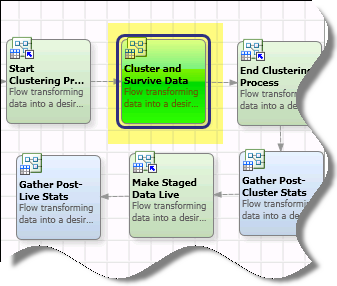 Start
Clustering Pr...
Flow transforming
data into a desir...
Cluster and
Survive Data
Flow transforming
data into a desir...
End Clustering
Process
Flow transforming
data into a desir...
Gather Post-
Live Stats
Flow transforming
data into a desir...
Make Staged
Data Live
Flow transforming
data into a desir...
Gather Post-
Cluster Stats
Flow transforming
data into a desir...